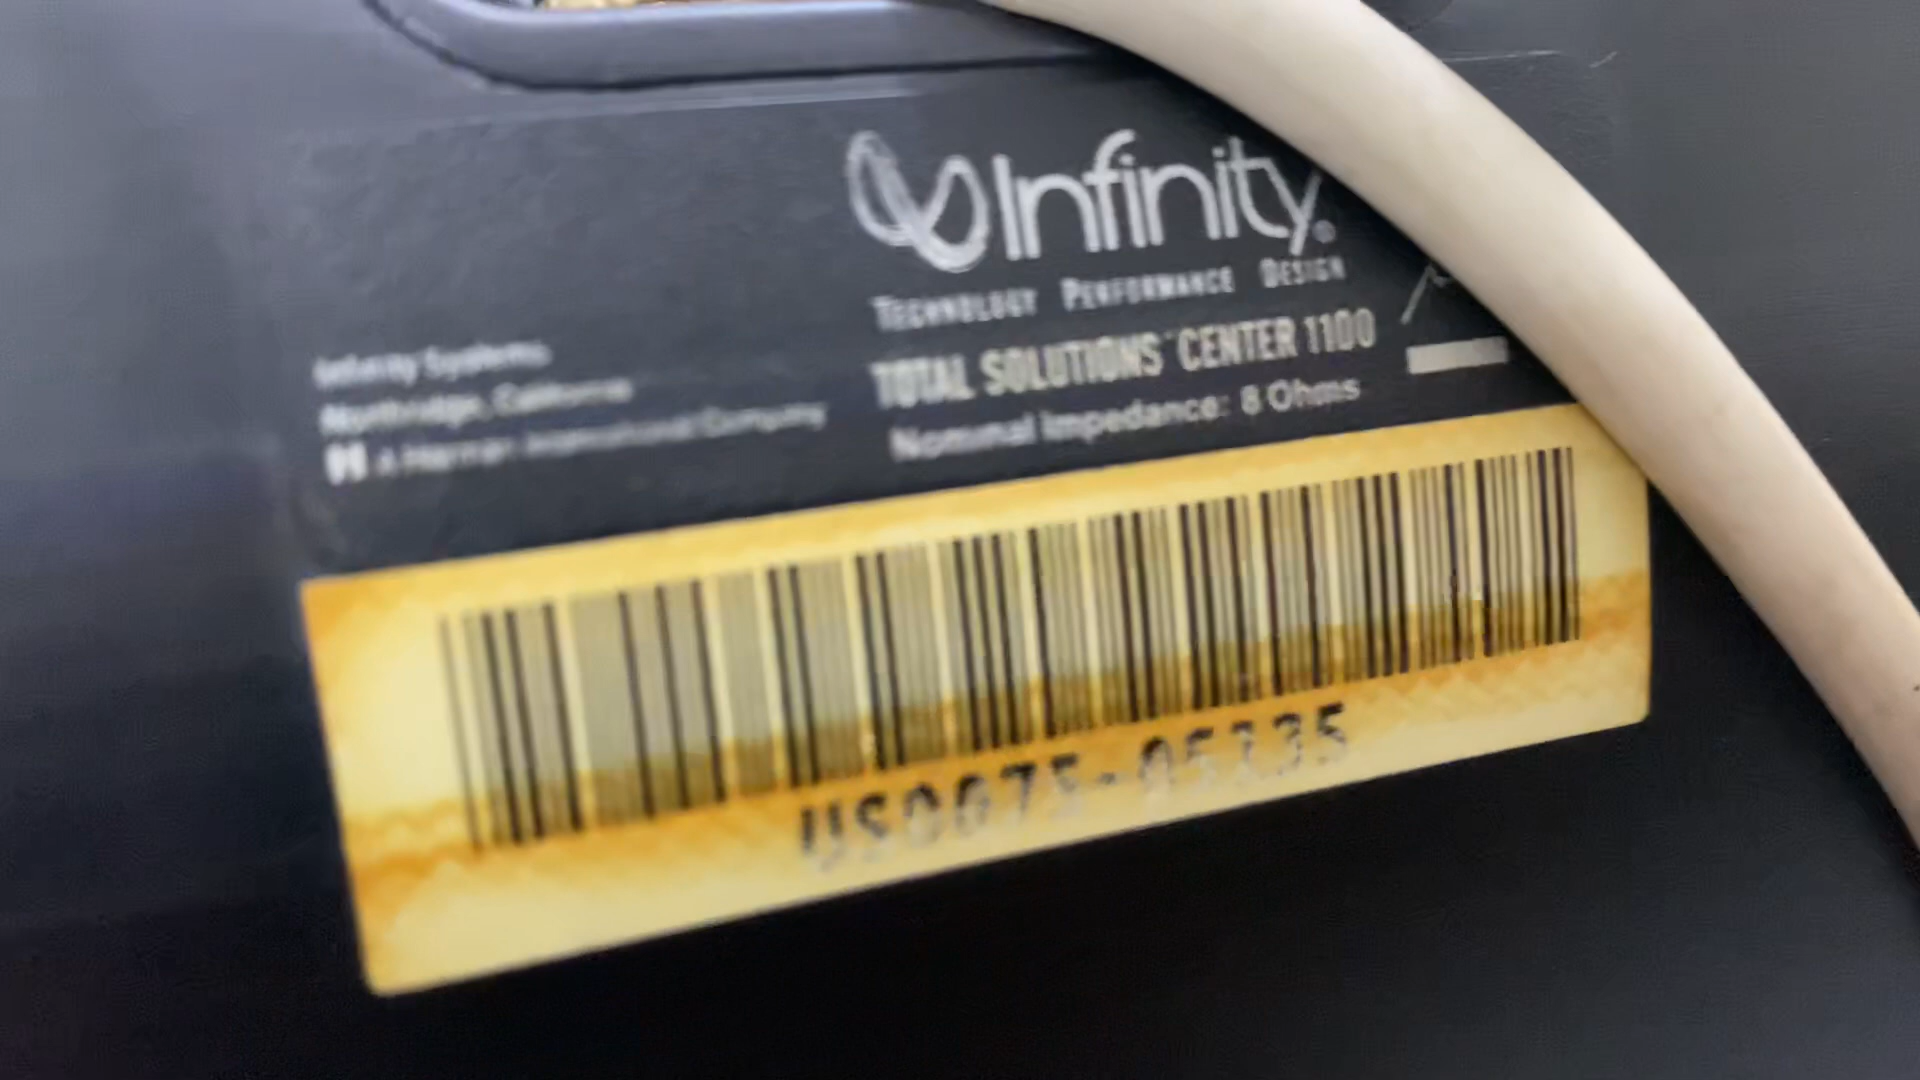 Infinity®
TECHNOLOGY PERFORMANCE DESIGN
TOTAL SOLUTIONS CENTER 1100
Nominal Impedance: 8 Ohms
Infinity Systems
Northridge, California
A Harman International Company
US0075-05135